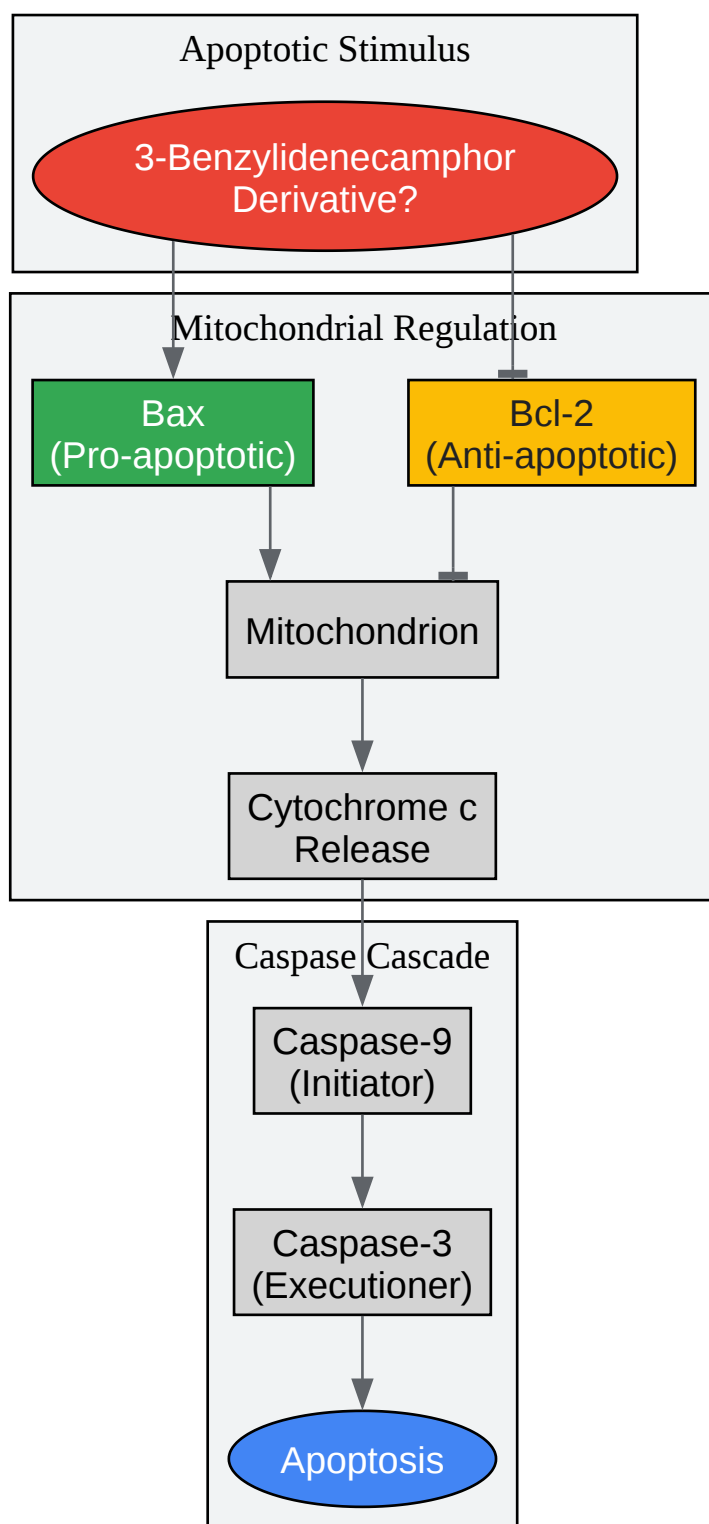 Apoptotic Stimulus
3-Benzylidenecamphor
Derivative?
Mitochondrial Regulation
Bax
(Pro-apoptotic)
Bcl-2
(Anti-apoptotic)
Mitochondrion
Cytochrome c
Release
Caspase Cascade
Caspase-9
(Initiator)
Caspase-3
(Executioner)
Apoptosis